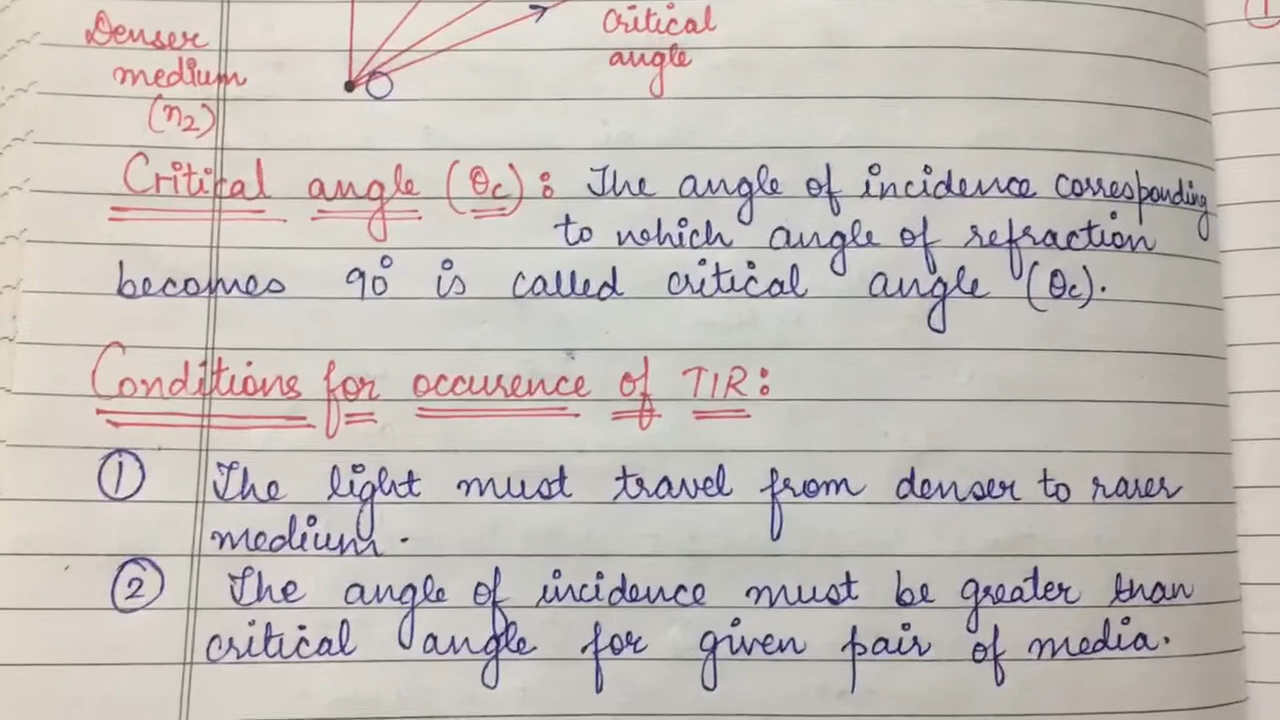 Denser
medium
(n2)
Critical
angle
Critical angle (θc): The angle of incidence corresponding
to which angle of refraction
becomes 90° is called critical angle (θc).
Conditions for occurence of TIR:
① The light must travel from denser to rarer
medium.
② The angle of incidence must be greater than
critical angle for given pair of media.